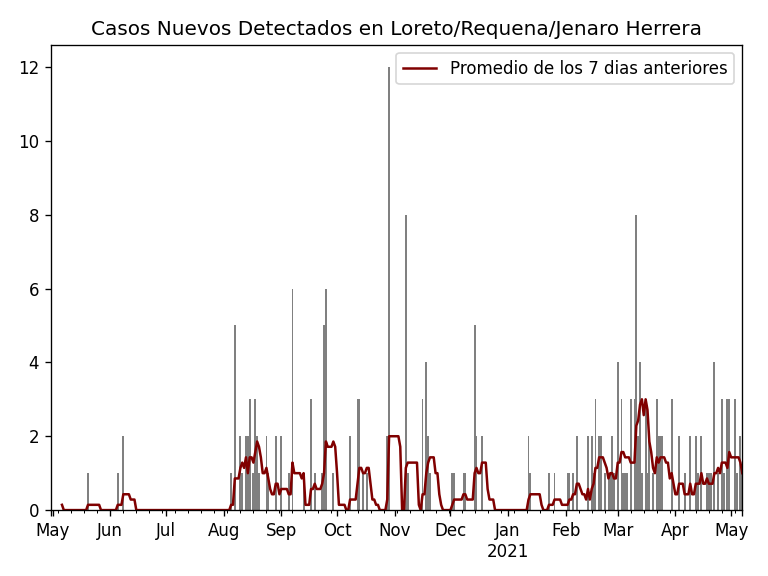 Casos Nuevos Detectados en Loreto/Requena/Jenaro Herrera
Promedio de los 7 dias anteriores
12
10
8
6
4
2
0
May Jun Jul Aug Sep Oct Nov Dec Jan Feb Mar Apr May
2021